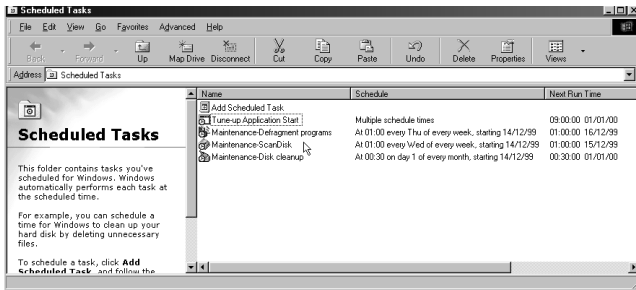 Scheduled Tasks
File Edit View Go Favorites Advanced Help
Back Forward Up Map Drive Disconnect Cut Copy Paste Undo Delete Properties Views
Address Scheduled Tasks
Name Schedule Next Run Time
Add Scheduled Task
Tune-up Application Start Multiple schedule times 09:00:00 01/01/00
Maintenance-Defragment programs At 01:00 every Thu of every week, starting 14/12/99 01:00:00 16/12/99
Maintenance-ScanDisk At 01:00 every Wed of every week, starting 14/12/99 01:00:00 15/12/99
Maintenance-Disk cleanup At 00:30 on day 1 of every month, starting 14/12/99 00:30:00 01/01/00
Scheduled Tasks
This folder contains tasks you've
scheduled for Windows. Windows
automatically performs each task at
the scheduled time.
For example, you can schedule a
time for Windows to clean up your
hard disk by deleting unnecessary
files.
To schedule a task, click Add
Scheduled Task, and follow the